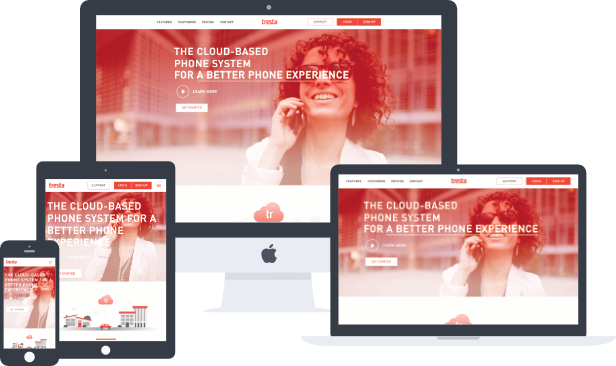 FEATURES CUSTOMERS PRICING CONTACT tresta SUPPORT LOGIN SIGN UP
THE CLOUD-BASED
PHONE SYSTEM
FOR A BETTER PHONE EXPERIENCE
LEARN MORE
GET STARTED
tr
tresta SUPPORT LOGIN SIGN UP
THE CLOUD-BASED
PHONE SYSTEM FOR A
BETTER PHONE
EXPERIENCE
STARTED
tr
FEATURES CUSTOMERS PRICING CONTACT tresta SUPPORT LOGIN SIGN UP
THE CLOUD-BASED
PHONE SYSTEM
FOR A BETTER PHONE EXPERIENCE
LEARN MORE
GET STARTED
tresta
THE CLOUD-BASED
PHONE SYSTEM FOR A
BETTER PHONE
EXPERIENCE
GET STARTED